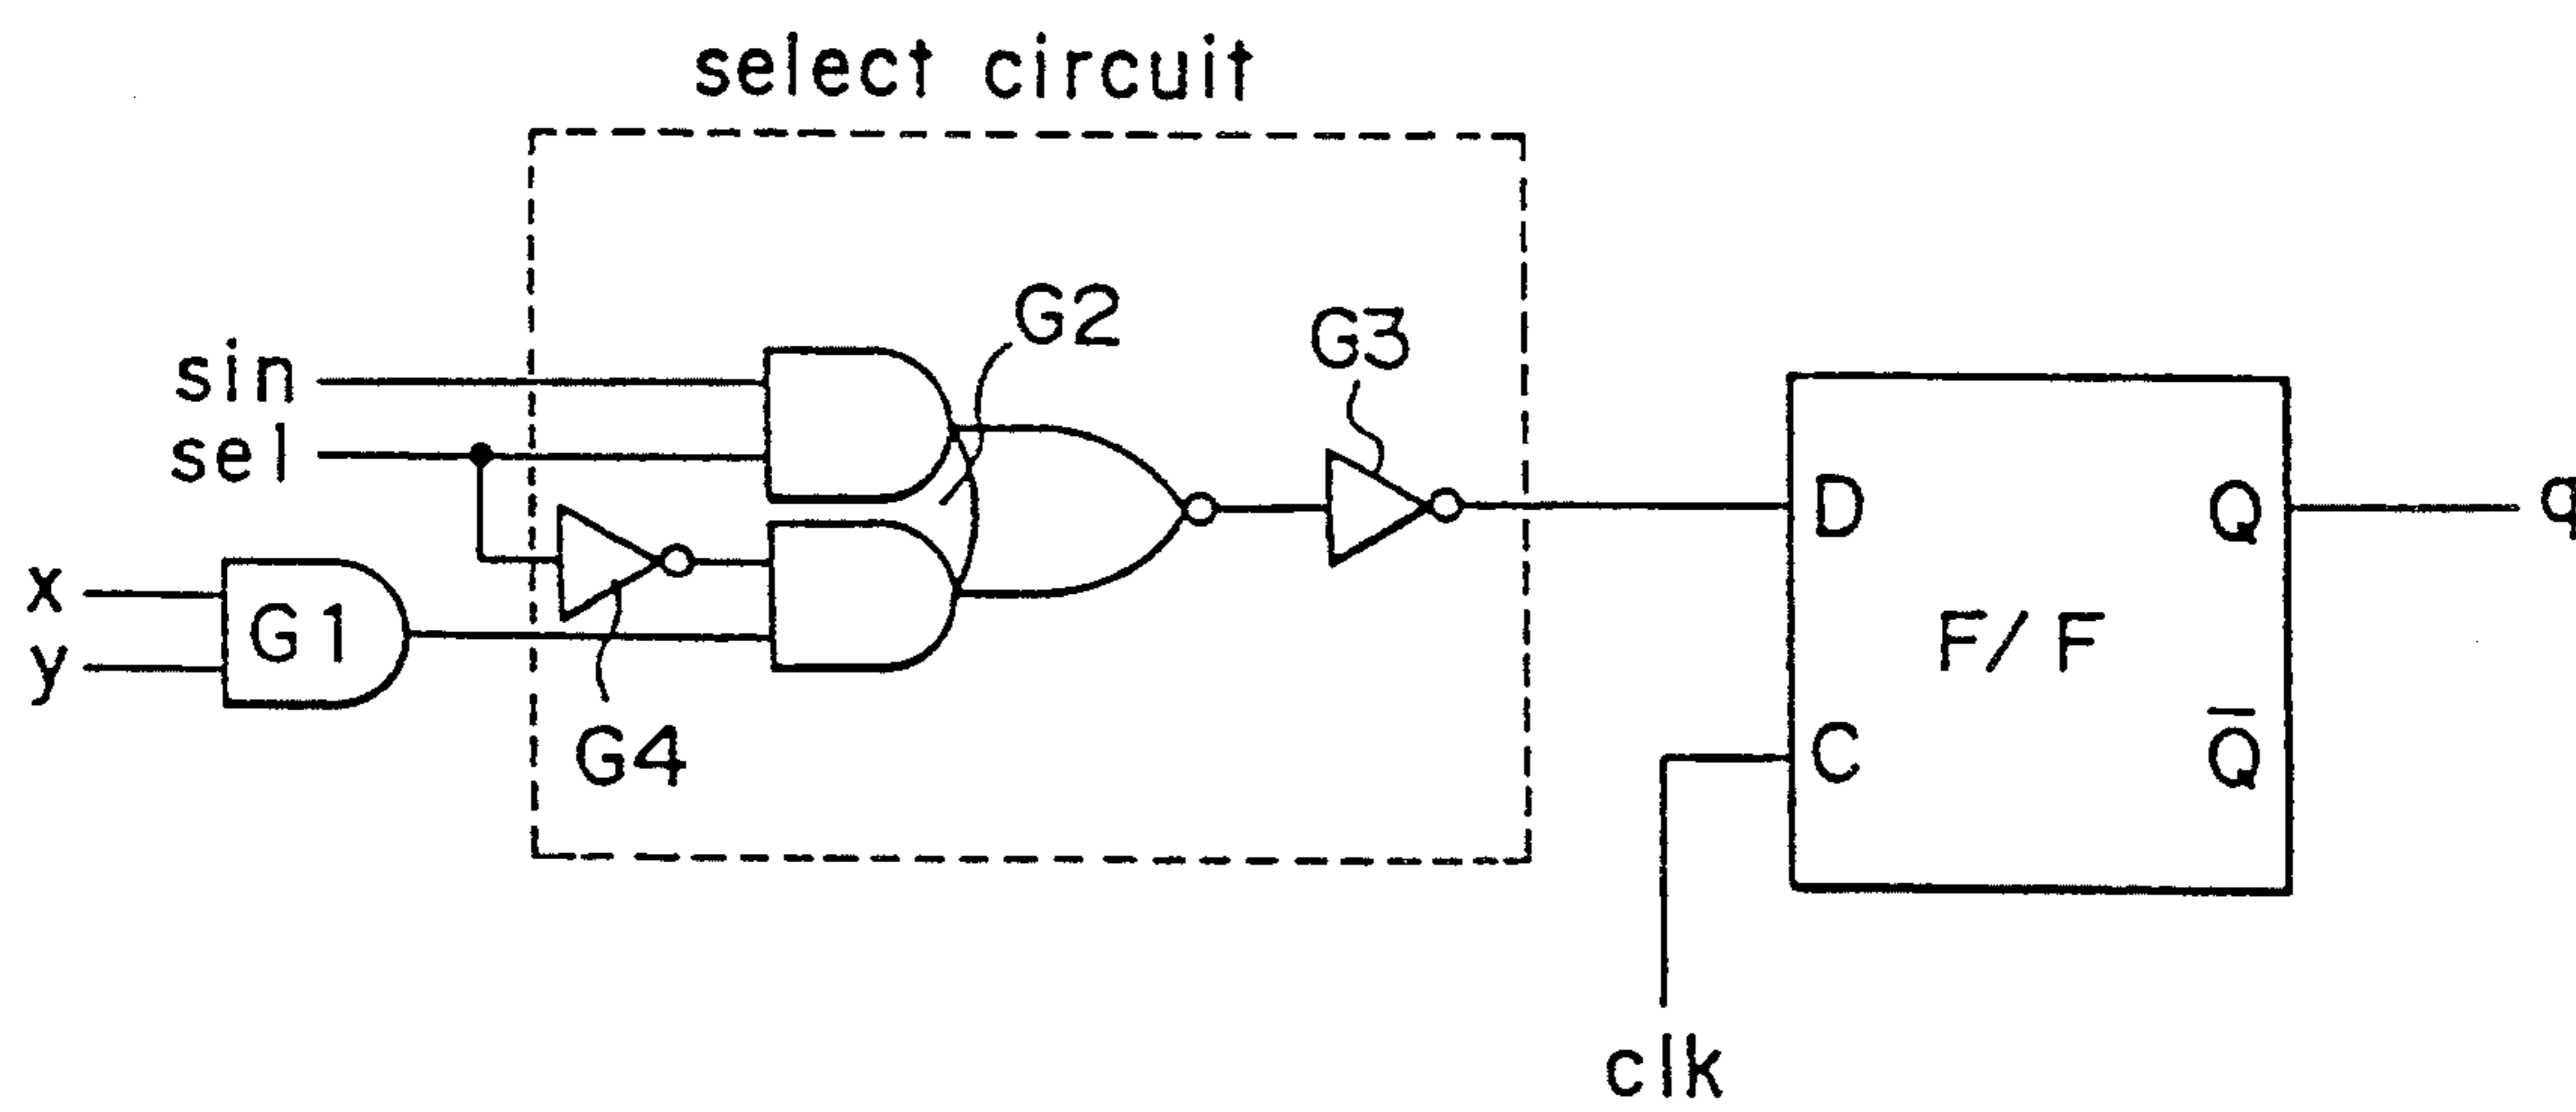 select circuit
G2
G3
sin
sel
x
y
G1
G4
D
Q
F/F
C
Q̅
q
clk